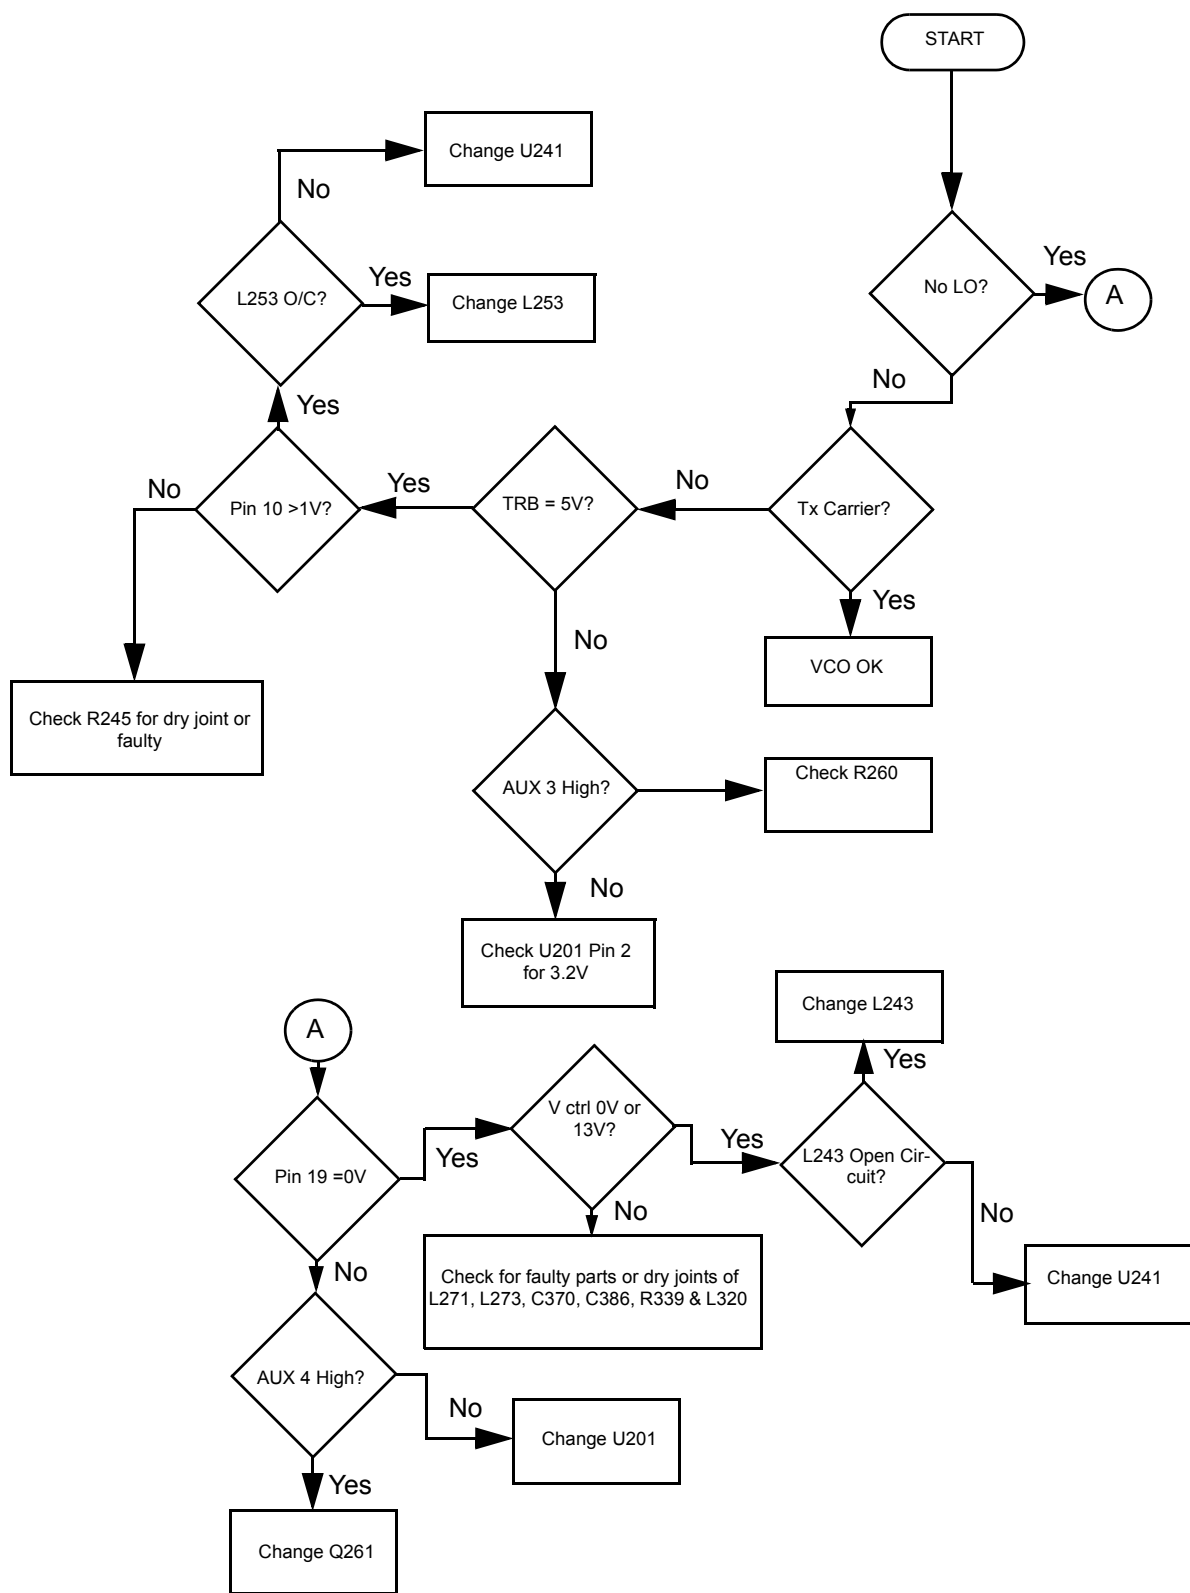 START
Change U241
No
Yes
No LO?
A
L253 O/C?
Yes
Change L253
No
Yes
No
Pin 10 >1V?
Yes
TRB = 5V?
No
Tx Carrier?
Yes
No
VCO OK
Check R245 for dry joint or
faulty
AUX 3 High?
Check R260
No
Check U201 Pin 2
for 3.2V
Change L243
A
Yes
V ctrl 0V or
13V?
Yes
L243 Open Cir-
cuit?
Pin 19 =0V
Yes
No
No
Check for faulty parts or dry joints of
L271, L273, C370, C386, R339 & L320
Change U241
No
AUX 4 High?
No
Change U201
Yes
Change Q261